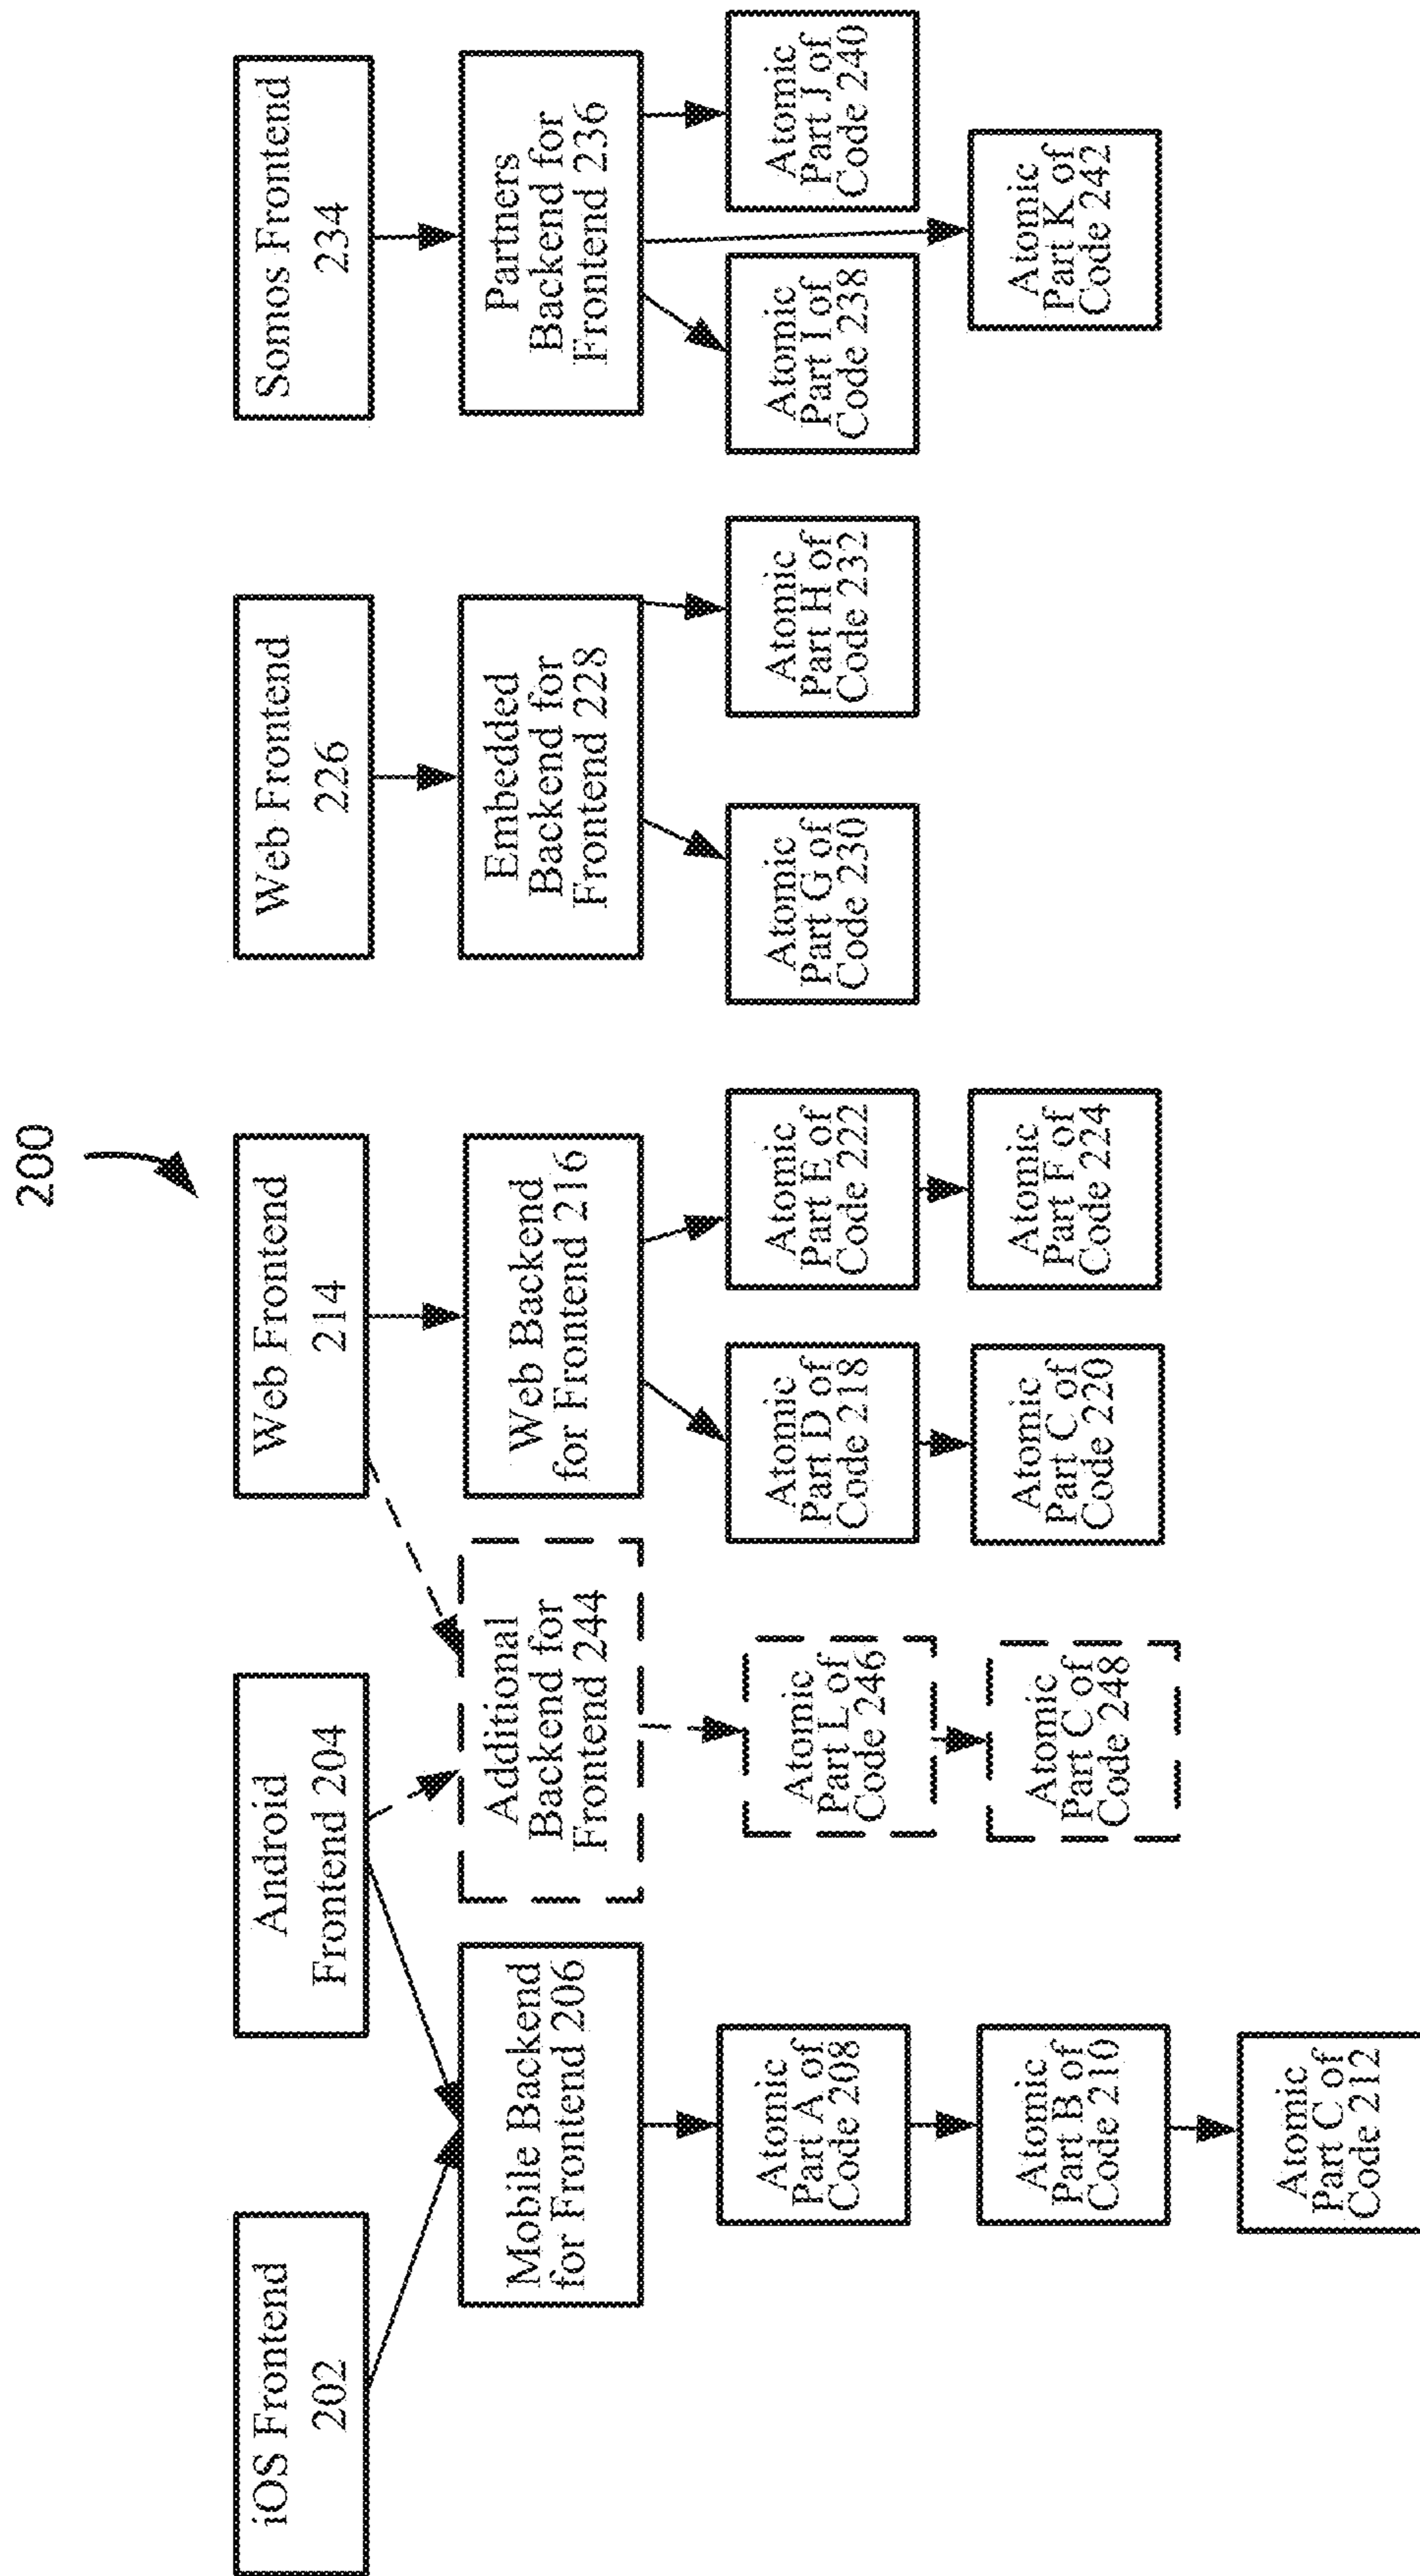 200
iOS Frontend
202
Android
Frontend 204
Web Frontend
214
Web Frontend
226
Somos Frontend
234
Mobile Backend
for Frontend 206
Additional
Backend for
Frontend 244
Web Backend
for Frontend 216
Embedded
Backend for
Frontend 228
Partners
Backend for
Frontend 236
Atomic
Part A of
Code 208
Atomic
Part L of
Code 246
Atomic
Part D of
Code 218
Atomic
Part E of
Code 222
Atomic
Part G of
Code 230
Atomic
Part H of
Code 232
Atomic
Part I of
Code 238
Atomic
Part J of
Code 240
Atomic
Part B of
Code 210
Atomic
Part C of
Code 248
Atomic
Part C of
Code 220
Atomic
Part F of
Code 224
Atomic
Part K of
Code 242
Atomic
Part C of
Code 212